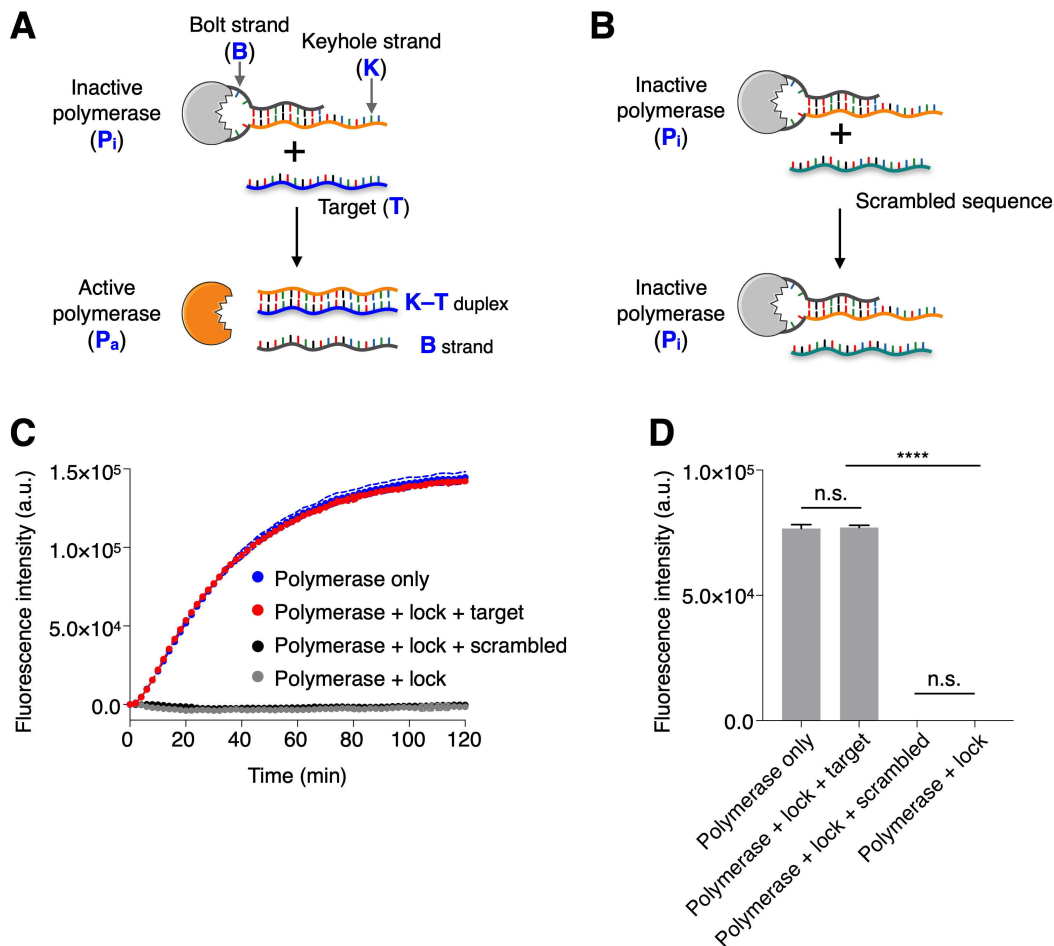 A
Bolt strand
(B)
Keyhole strand
(K)
Inactive
polymerase
(Pi)
+
Target (T)
Active
polymerase
(Pa)
K–T duplex
B strand
B
Inactive
polymerase
(Pi)
+
Scrambled sequence
Inactive
polymerase
(Pi)
C
Fluorescence intensity (a.u.)
1.5×10⁵
1.0×10⁵
5.0×10⁴
0.0
Polymerase only
Polymerase + lock + target
Polymerase + lock + scrambled
Polymerase + lock
0 20 40 60 80 100 120
Time (min)
D
Fluorescence intensity (a.u.)
1.0×10⁵
5.0×10⁴
0.0
****
n.s.
n.s.
Polymerase only
Polymerase + lock + target
Polymerase + lock + scrambled
Polymerase + lock